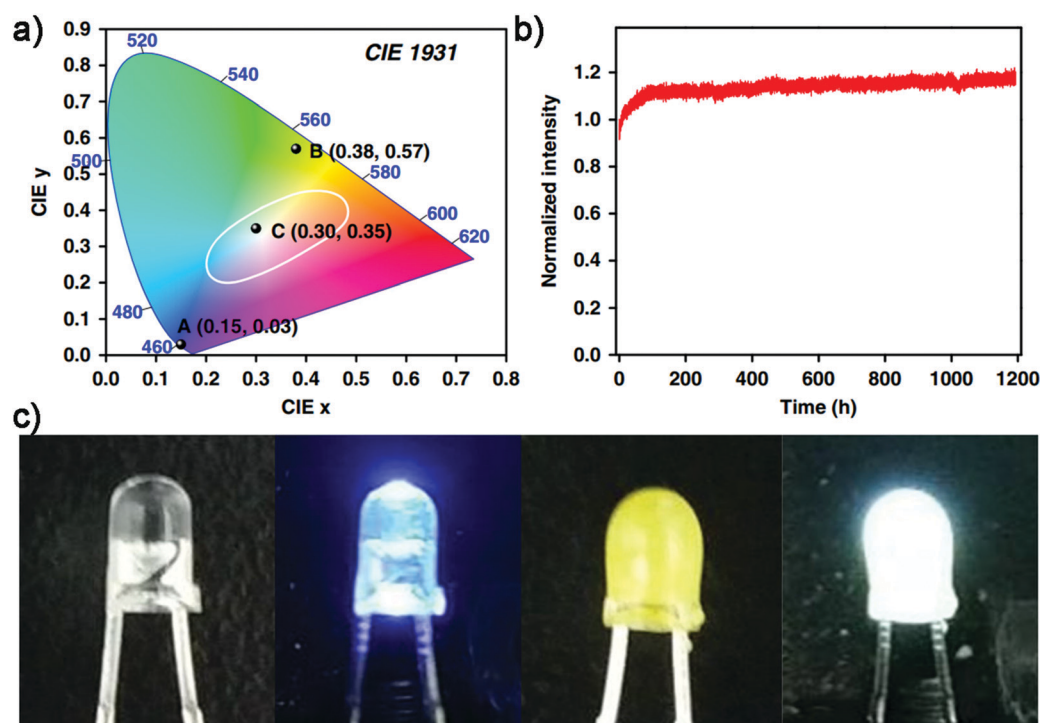 a)
CIE 1931
CIE y
0.9
0.8
0.7
0.6
0.5
0.4
0.3
0.2
0.1
0.0
520
540
560
500
B (0.38, 0.57)
580
C (0.30, 0.35)
600
620
480
A (0.15, 0.03)
460
0.0 0.1 0.2 0.3 0.4 0.5 0.6 0.7 0.8
CIE x
b)
Normalized intensity
1.2
1.0
0.8
0.6
0.4
0.2
0.0
0 200 400 600 800 1000 1200
Time (h)
c)